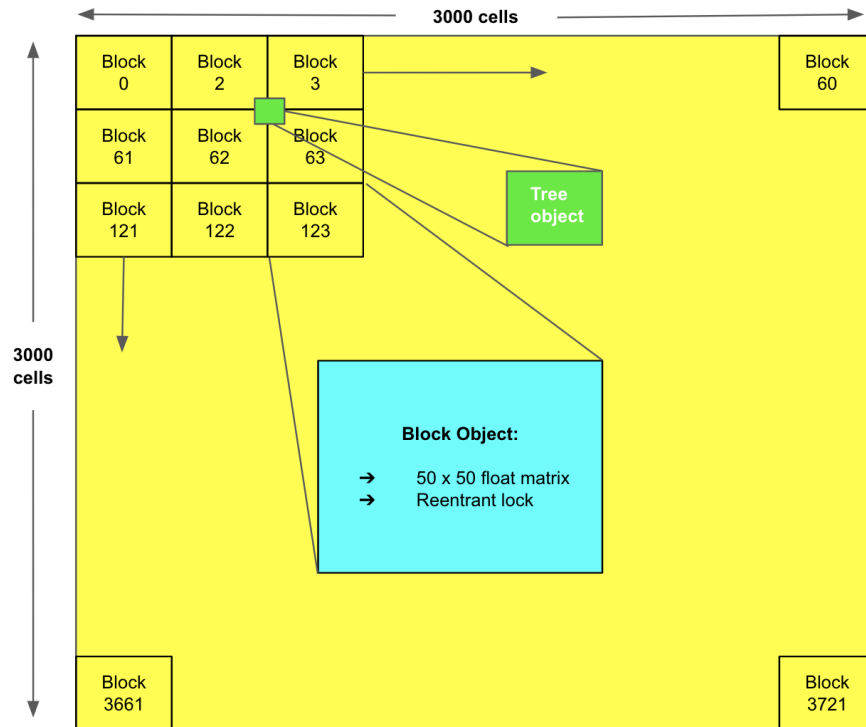 3000 cells
Block
0
Block
2
Block
3
Block
60
Block
61
Block
62
Block
63
Tree
object
Block
121
Block
122
Block
123
3000
cells
Block Object:
➔ 50 x 50 float matrix
➔ Reentrant lock
Block
3661
Block
3721